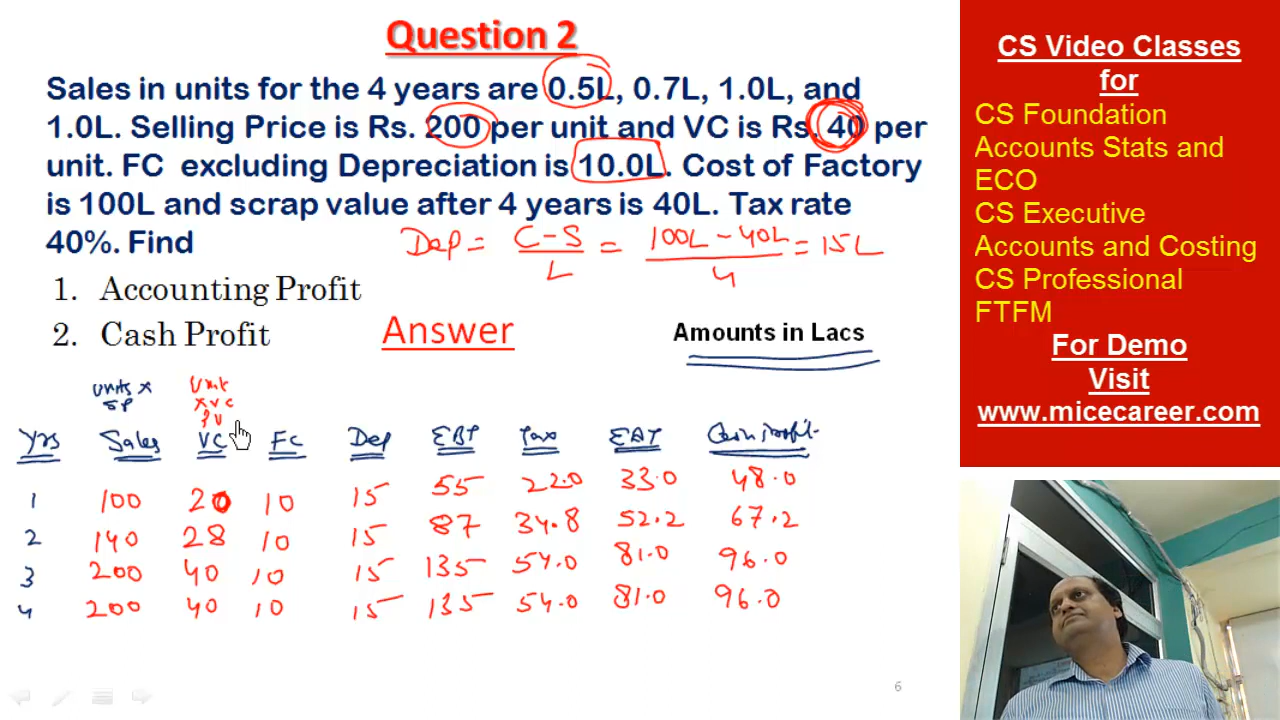 Question 2
Sales in units for the 4 years are 0.5L, 0.7L, 1.0L, and
1.0L. Selling Price is Rs. 200 per unit and VC is Rs. 40 per
unit. FC excluding Depreciation is 10.0L. Cost of Factory
is 100L and scrap value after 4 years is 40L. Tax rate
40%. Find
Dep = C-S / L = 100L - 40L / 4 = 15L
1. Accounting Profit
2. Cash Profit
Answer
Amounts in Lacs
Units x
SP
Unit
x VC
PU
Yrs Sales VC FC Dep EBT Tax EAT Cash Profit
1 100 20 10 15 55 22.0 33.0 48.0
2 140 28 10 15 87 34.8 52.2 67.2
3 200 40 10 15 135 54.0 81.0 96.0
4 200 40 10 15 135 54.0 81.0 96.0
6
CS Video Classes
for
CS Foundation
Accounts Stats and
ECO
CS Executive
Accounts and Costing
CS Professional
FTFM
For Demo
Visit
www.micecareer.com